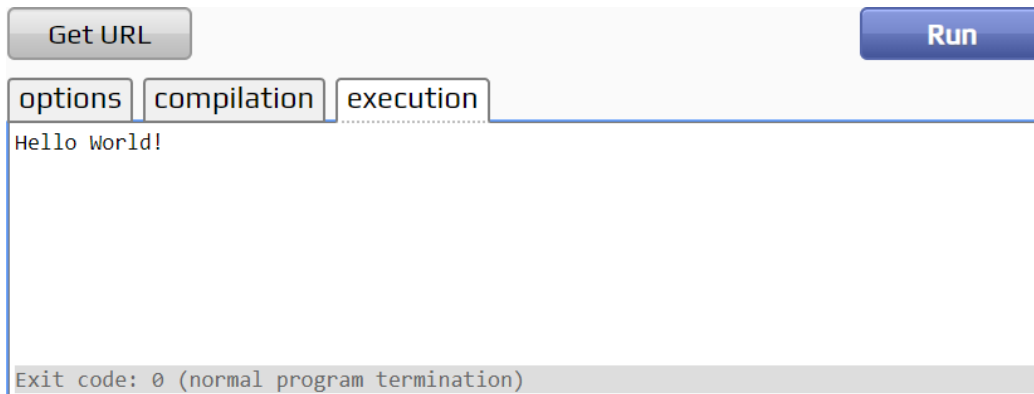 Get URL
Run
options compilation execution
Hello World!
Exit code: 0 (normal program termination)